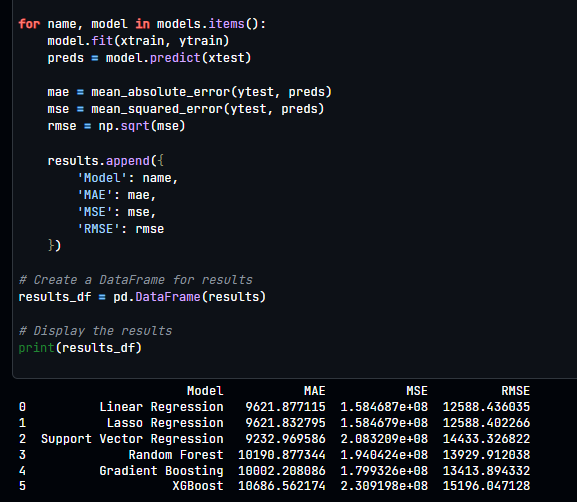 for name, model in models.items():
    model.fit(xtrain, ytrain)
    preds = model.predict(xtest)

    mae = mean_absolute_error(ytest, preds)
    mse = mean_squared_error(ytest, preds)
    rmse = np.sqrt(mse)

    results.append({
        'Model': name,
        'MAE': mae,
        'MSE': mse,
        'RMSE': rmse
    })

# Create a DataFrame for results
results_df = pd.DataFrame(results)

# Display the results
print(results_df)

                       Model           MAE           MSE          RMSE
0          Linear Regression   9621.877115  1.584687e+08  12588.436035
1           Lasso Regression   9621.832795  1.584679e+08  12588.402266
2  Support Vector Regression   9232.969586  2.083209e+08  14433.326822
3              Random Forest  10190.877344  1.940424e+08  13929.912038
4          Gradient Boosting  10002.208086  1.799326e+08  13413.894332
5                    XGBoost  10686.562174  2.309198e+08  15196.047128